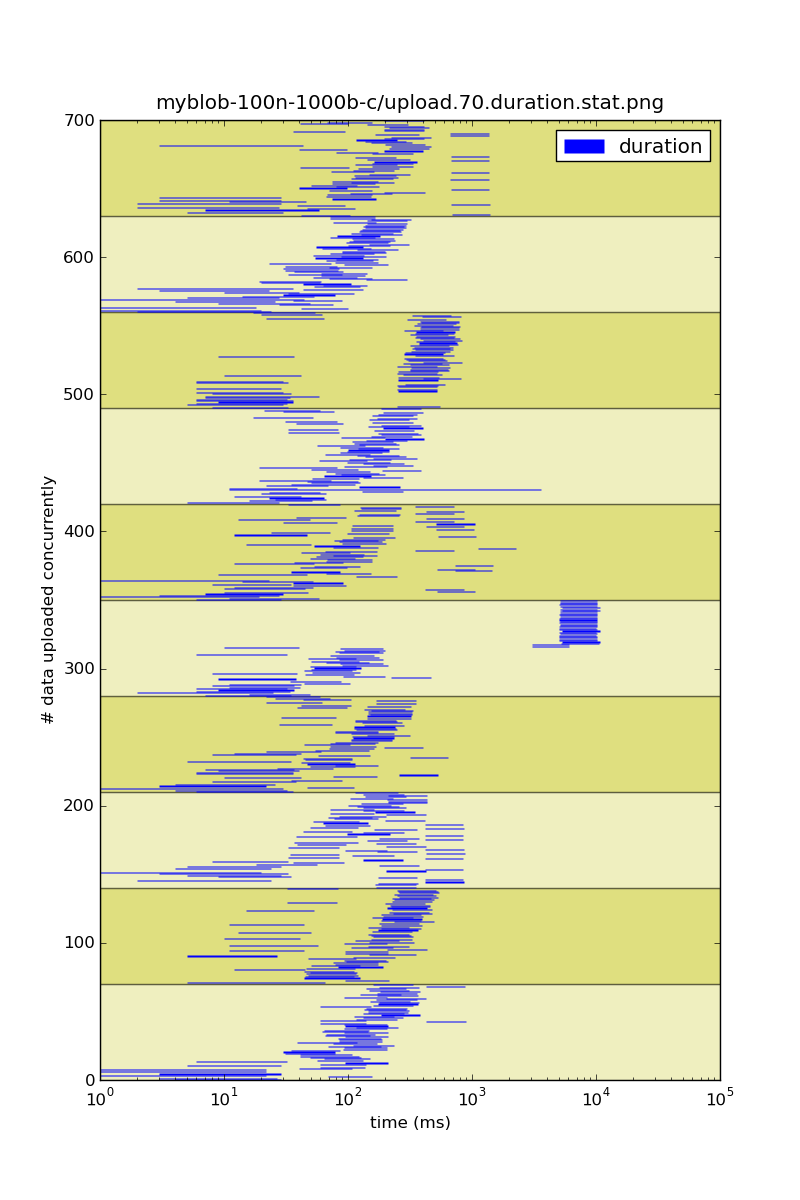 myblob-100n-1000b-c/upload.70.duration.stat.png
duration
700
600
500
400
300
200
100
0
# data uploaded concurrently
10⁰ 10¹ 10² 10³ 10⁴ 10⁵
time (ms)